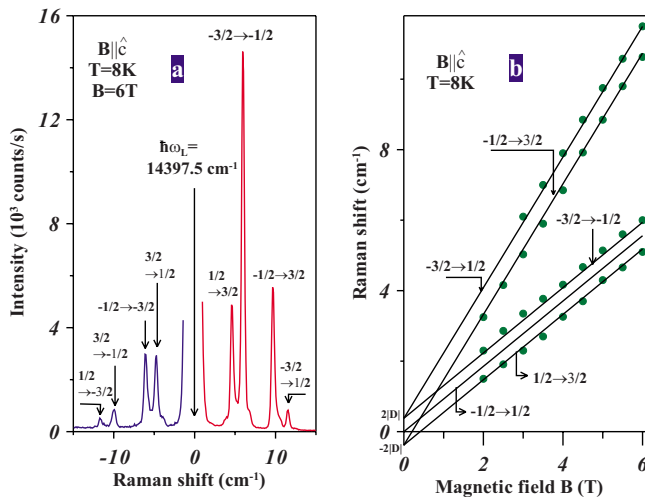 16
12
8
4
0
Intensity (10³ counts/s)
B||ĉ
T=8K
B=6T
a
-3/2→-1/2
ħω_L=
14397.5 cm⁻¹
3/2
→1/2
-1/2→-3/2
3/2
→-1/2
1/2
→-3/2
1/2
→3/2
-1/2→3/2
-3/2
→1/2
-10
0
10
Raman shift (cm⁻¹)
8
4
0
2|D|
-2|D|
Raman shift (cm⁻¹)
B||ĉ
T=8K
b
-1/2→3/2
-3/2→-1/2
-3/2→1/2
1/2→3/2
-1/2→1/2
0
2
4
6
Magnetic field B (T)